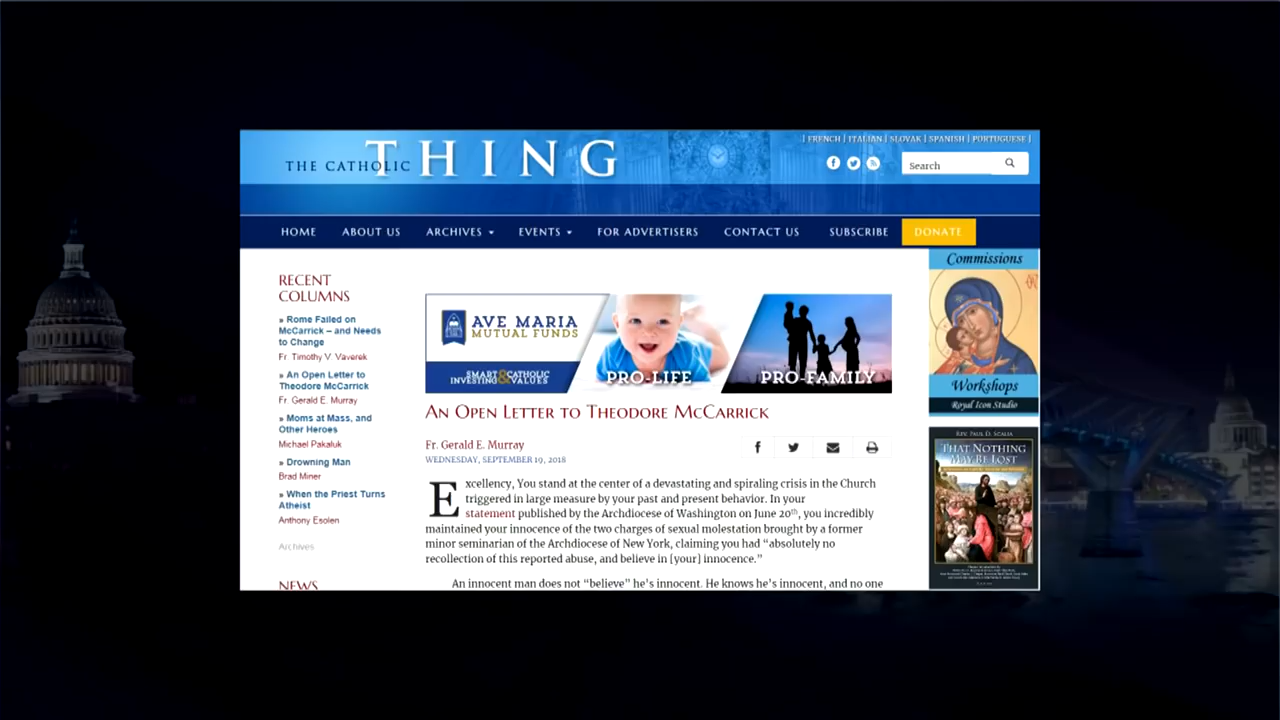 [ FRENCH | ITALIAN | SLOVAK | SPANISH | PORTUGUESE ]
THE CATHOLIC THING
Search
HOME ABOUT US ARCHIVES EVENTS FOR ADVERTISERS CONTACT US SUBSCRIBE DONATE
RECENT
COLUMNS
» Rome Failed on
McCarrick – and Needs
to Change
Fr. Timothy V. Vaverek
» An Open Letter to
Theodore McCarrick
Fr. Gerald E. Murray
» Moms at Mass, and
Other Heroes
Michael Pakaluk
» Drowning Man
Brad Miner
» When the Priest Turns
Atheist
Anthony Esolen
Archives
NEWS
AVE MARIA
MUTUAL FUNDS
SMART & CATHOLIC
INVESTING & VALUES
PRO-LIFE
PRO-FAMILY
AN OPEN LETTER TO THEODORE MCCARRICK
Fr. Gerald E. Murray
WEDNESDAY, SEPTEMBER 19, 2018
Excellency, You stand at the center of a devastating and spiraling crisis in the Church
triggered in large measure by your past and present behavior. In your
statement published by the Archdiocese of Washington on June 20th, you incredibly
maintained your innocence of the two charges of sexual molestation brought by a former
minor seminarian of the Archdiocese of New York, claiming you had “absolutely no
recollection of this reported abuse, and believe in [your] innocence.”
An innocent man does not “believe” he's innocent. He knows he's innocent, and no one
Commissions
Workshops
Royal Icon Studio
REV. PAUL D. SCALIA
THAT NOTHING
MAY BE LOST